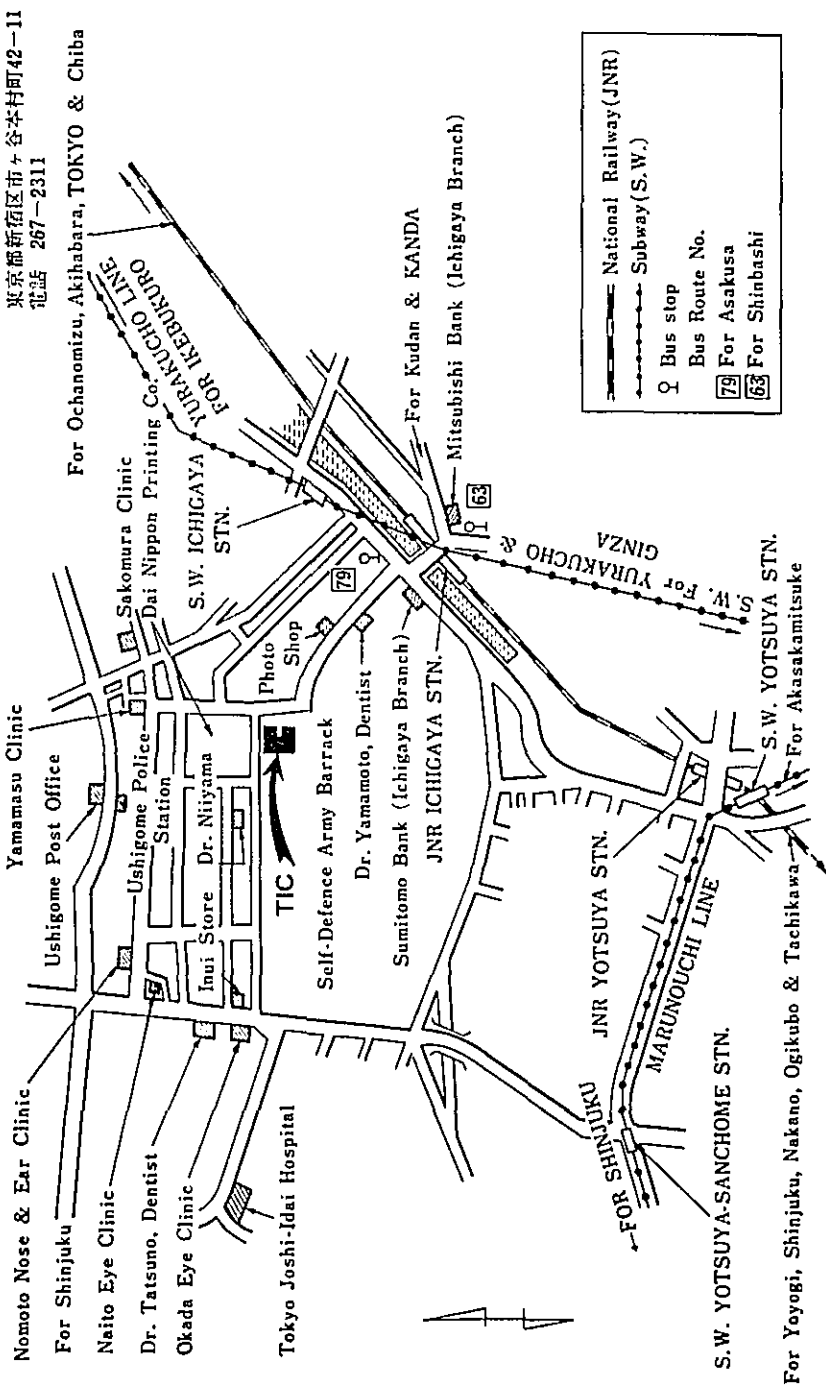 東京都新宿区市ヶ谷本村町42-11
電話 267-2311
For Ochanomizu, Akihabara, TOKYO & Chiba
YURAKUCHO LINE
FOR IKEBUKURO
Yamamasu Clinic
Sakomura Clinic
Dai Nippon Printing Co.
S.W. ICHIGAYA
STN.
Nomoto Nose & Ear Clinic
For Shinjuku
Naito Eye Clinic
Dr. Tatsuno, Dentist
Okada Eye Clinic
Tokyo Joshi-Idai Hospital
Ushigome Post Office
Ushigome Police
Station
Inui Store
Dr. Niiyama
TIC
Photo
Shop
79
Self-Defence Army Barrack
Dr. Yamamoto, Dentist
Sumitomo Bank (Ichigaya Branch)
JNR ICHIGAYA STN.
For Kudan & KANDA
Mitsubishi Bank (Ichigaya Branch)
63
S.W. For YURAKUCHO &
GINZA
JNR YOTSUYA STN.
MARUNOUCHI LINE
FOR SHINJUKU
S.W. YOTSUYA STN.
For Akasakamitsuke
S.W. YOTSUYA-SANCHOME STN.
For Yoyogi, Shinjuku, Nakano, Ogikubo & Tachikawa
National Railway(JNR)
Subway(S.W.)
Bus stop
Bus Route No.
79 For Asakusa
63 For Shinbashi